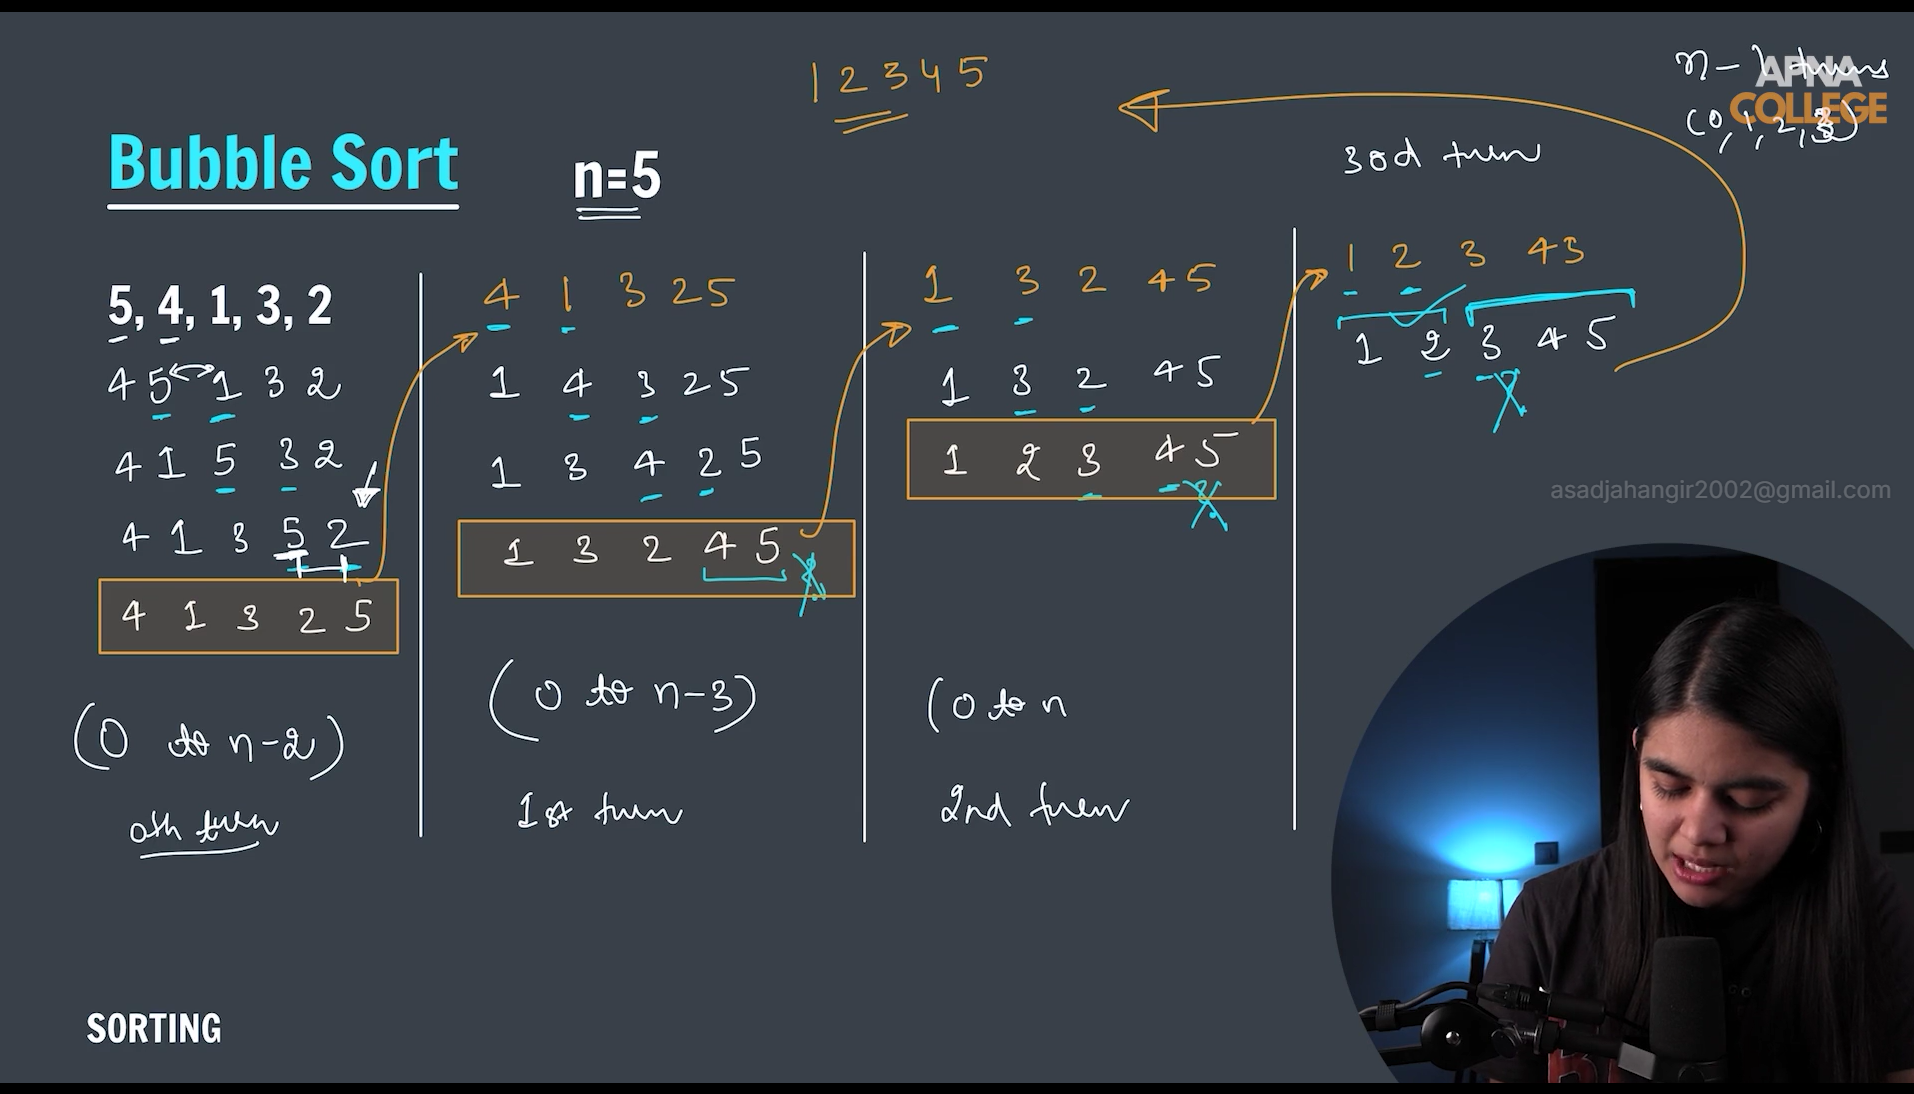 1 2 3 4 5
n - 1 turns
APNA
COLLEGE
(0, 1, 2, 3)
Bubble Sort
n=5
3rd turn
5, 4, 1, 3, 2
4 5 1 3 2
4 1 5 3 2
4 1 3 5 2
4 1 3 2 5
(0 to n-2)
0th turn
4 1 3 2 5
1 4 3 2 5
1 3 4 2 5
1 3 2 4 5
(0 to n-3)
1st turn
1 3 2 4 5
1 3 2 4 5
1 2 3 4 5
(0 to n
2nd turn
1 2 3 4 5
1 2 3 4 5
asadjahangir2002@gmail.com
SORTING